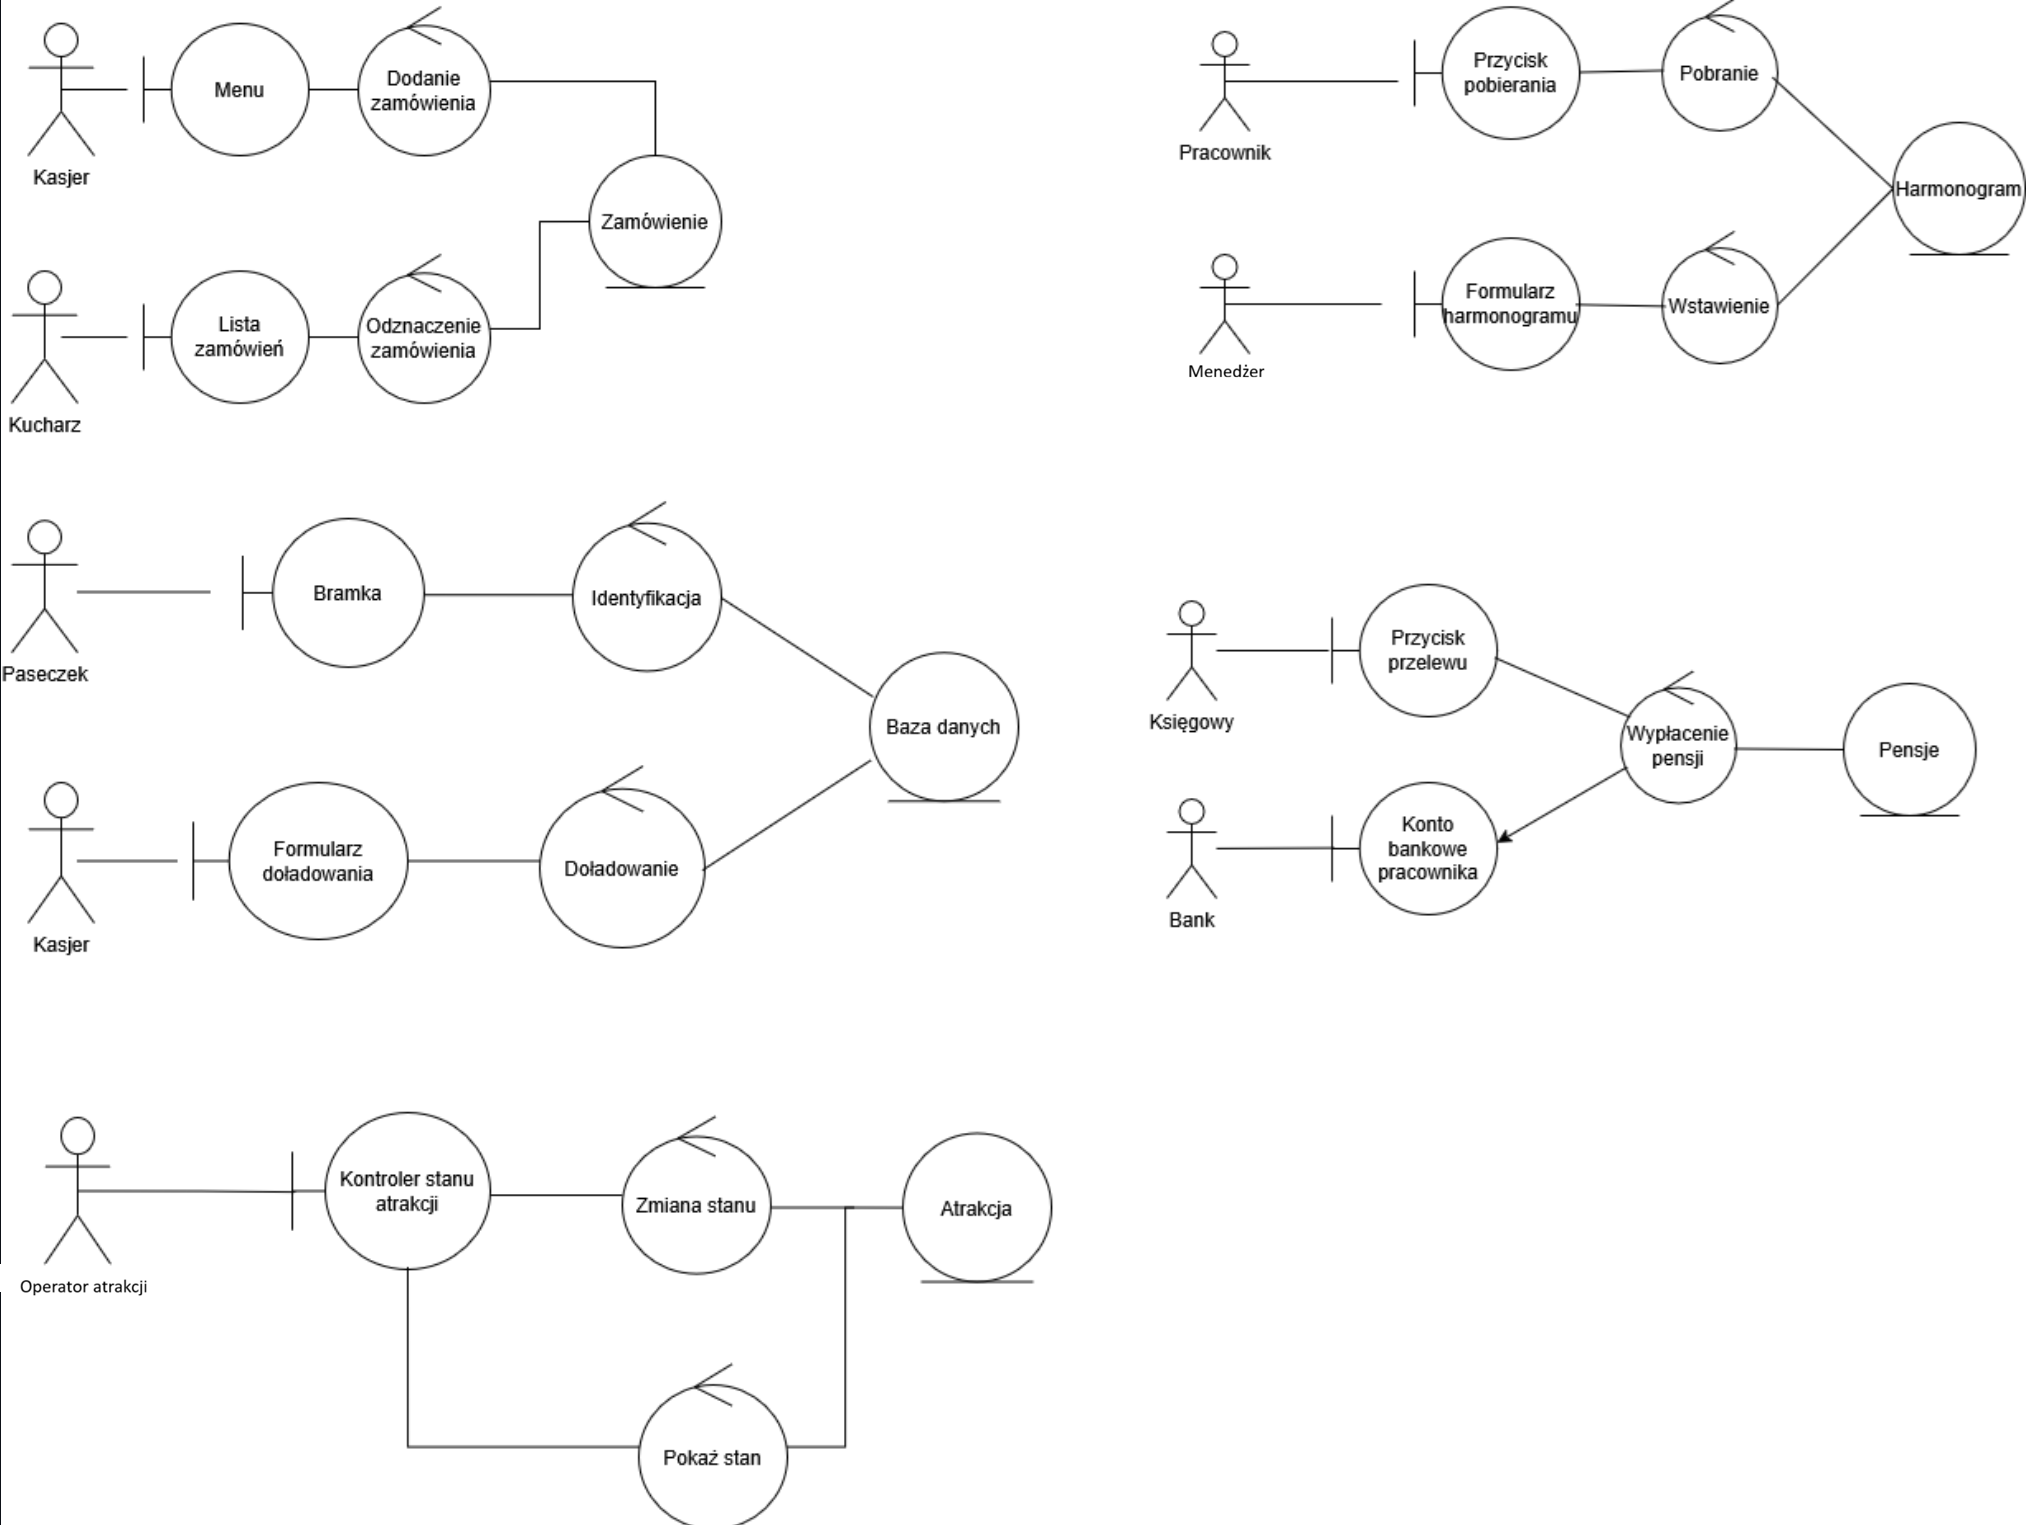 Menu
Dodanie
zamówienia
Kasjer
Zamówienie
Lista
zamówień
Odznaczenie
zamówienia
Kucharz
Przycisk
pobierania
Pobranie
Pracownik
Harmonogram
Formularz
harmonogramu
Wstawienie
Menedżer
Bramka
Identyfikacja
Paseczek
Baza danych
Formularz
doładowania
Doładowanie
Kasjer
Przycisk
przelewu
Księgowy
Wypłacenie
pensji
Pensje
Konto
bankowe
pracownika
Bank
Kontroler stanu
atrakcji
Zmiana stanu
Atrakcja
Operator atrakcji
Pokaż stan